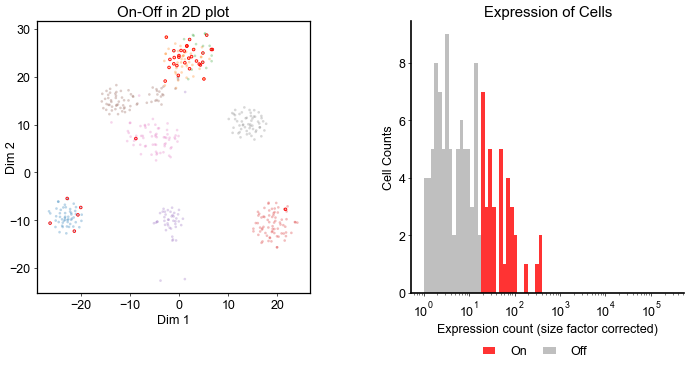 On-Off in 2D plot
30
20
10
0
−10
−20
Dim 2
−20
−10
0
10
20
Dim 1
Expression of Cells
8
6
4
2
0
Cell Counts
10⁰
10¹
10²
10³
10⁴
10⁵
Expression count (size factor corrected)
On
Off